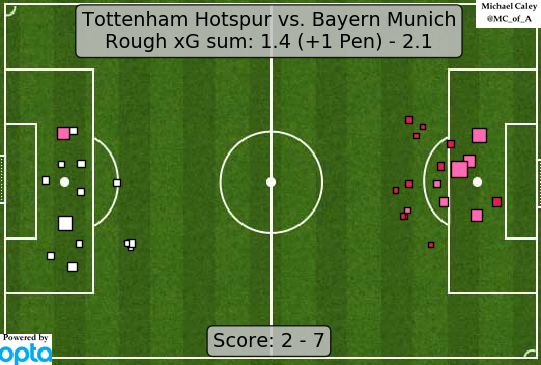 Michael Caley
@MC_of_A
Tottenham Hotspur vs. Bayern Munich
Rough xG sum: 1.4 (+1 Pen) - 2.1
Score: 2 - 7
Powered by
opta